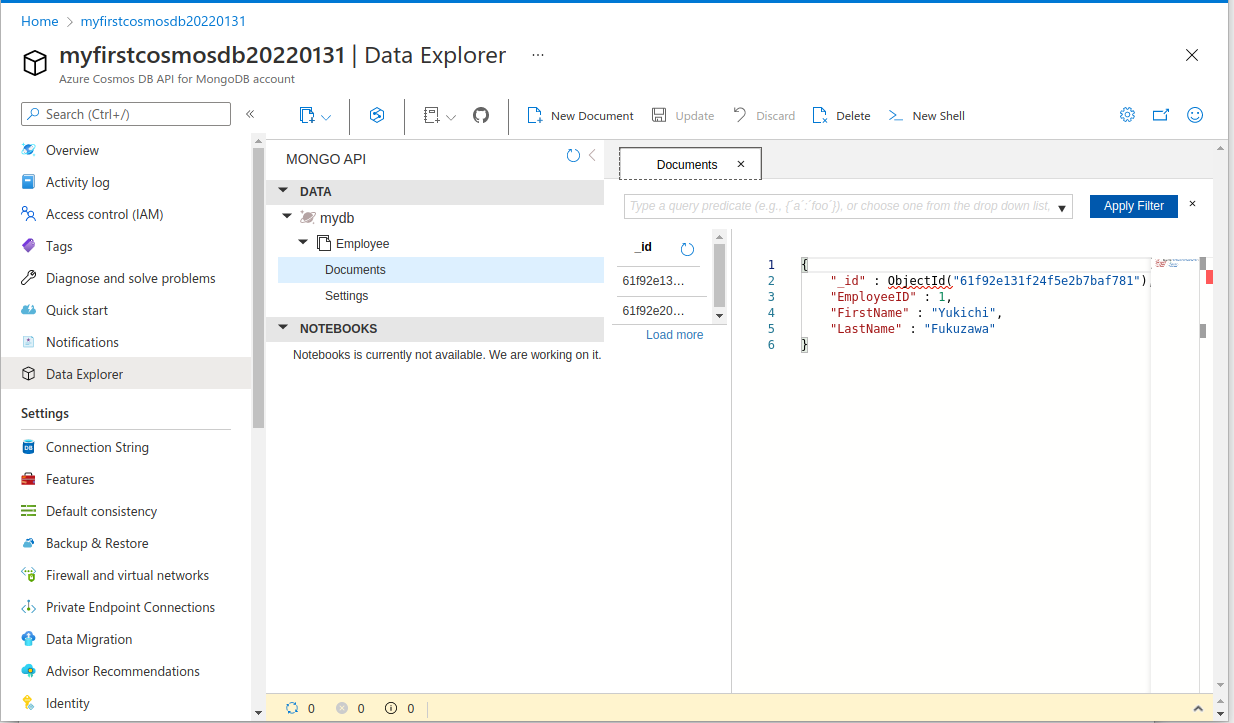 Home > myfirstcosmosdb20220131
myfirstcosmosdb20220131 | Data Explorer ...
Azure Cosmos DB API for MongoDB account
Search (Ctrl+/)
«
New Document
Update
Discard
Delete
New Shell
Overview
Activity log
Access control (IAM)
Tags
Diagnose and solve problems
Quick start
Notifications
Data Explorer
Settings
Connection String
Features
Default consistency
Backup & Restore
Firewall and virtual networks
Private Endpoint Connections
Data Migration
Advisor Recommendations
Identity
MONGO API
DATA
mydb
Employee
Documents
Settings
NOTEBOOKS
Notebooks is currently not available. We are working on it.
Documents
Type a query predicate (e.g., {´a´:´foo´}), or choose one from the drop down list,
Apply Filter
_id
61f92e13...
61f92e20...
Load more
1 {
2 "_id" : ObjectId("61f92e131f24f5e2b7baf781")
3 "EmployeeID" : 1,
4 "FirstName" : "Yukichi",
5 "LastName" : "Fukuzawa"
6 }
0 0 0